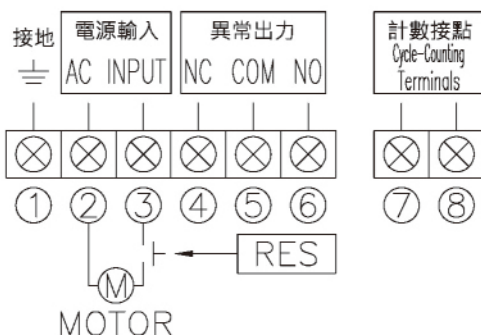 接地
電源輸入
AC INPUT
異常出力
NC COM NO
計數接點
Cycle-Counting
Terminals
① ② ③ ④ ⑤ ⑥ ⑦ ⑧
RES
M
MOTOR